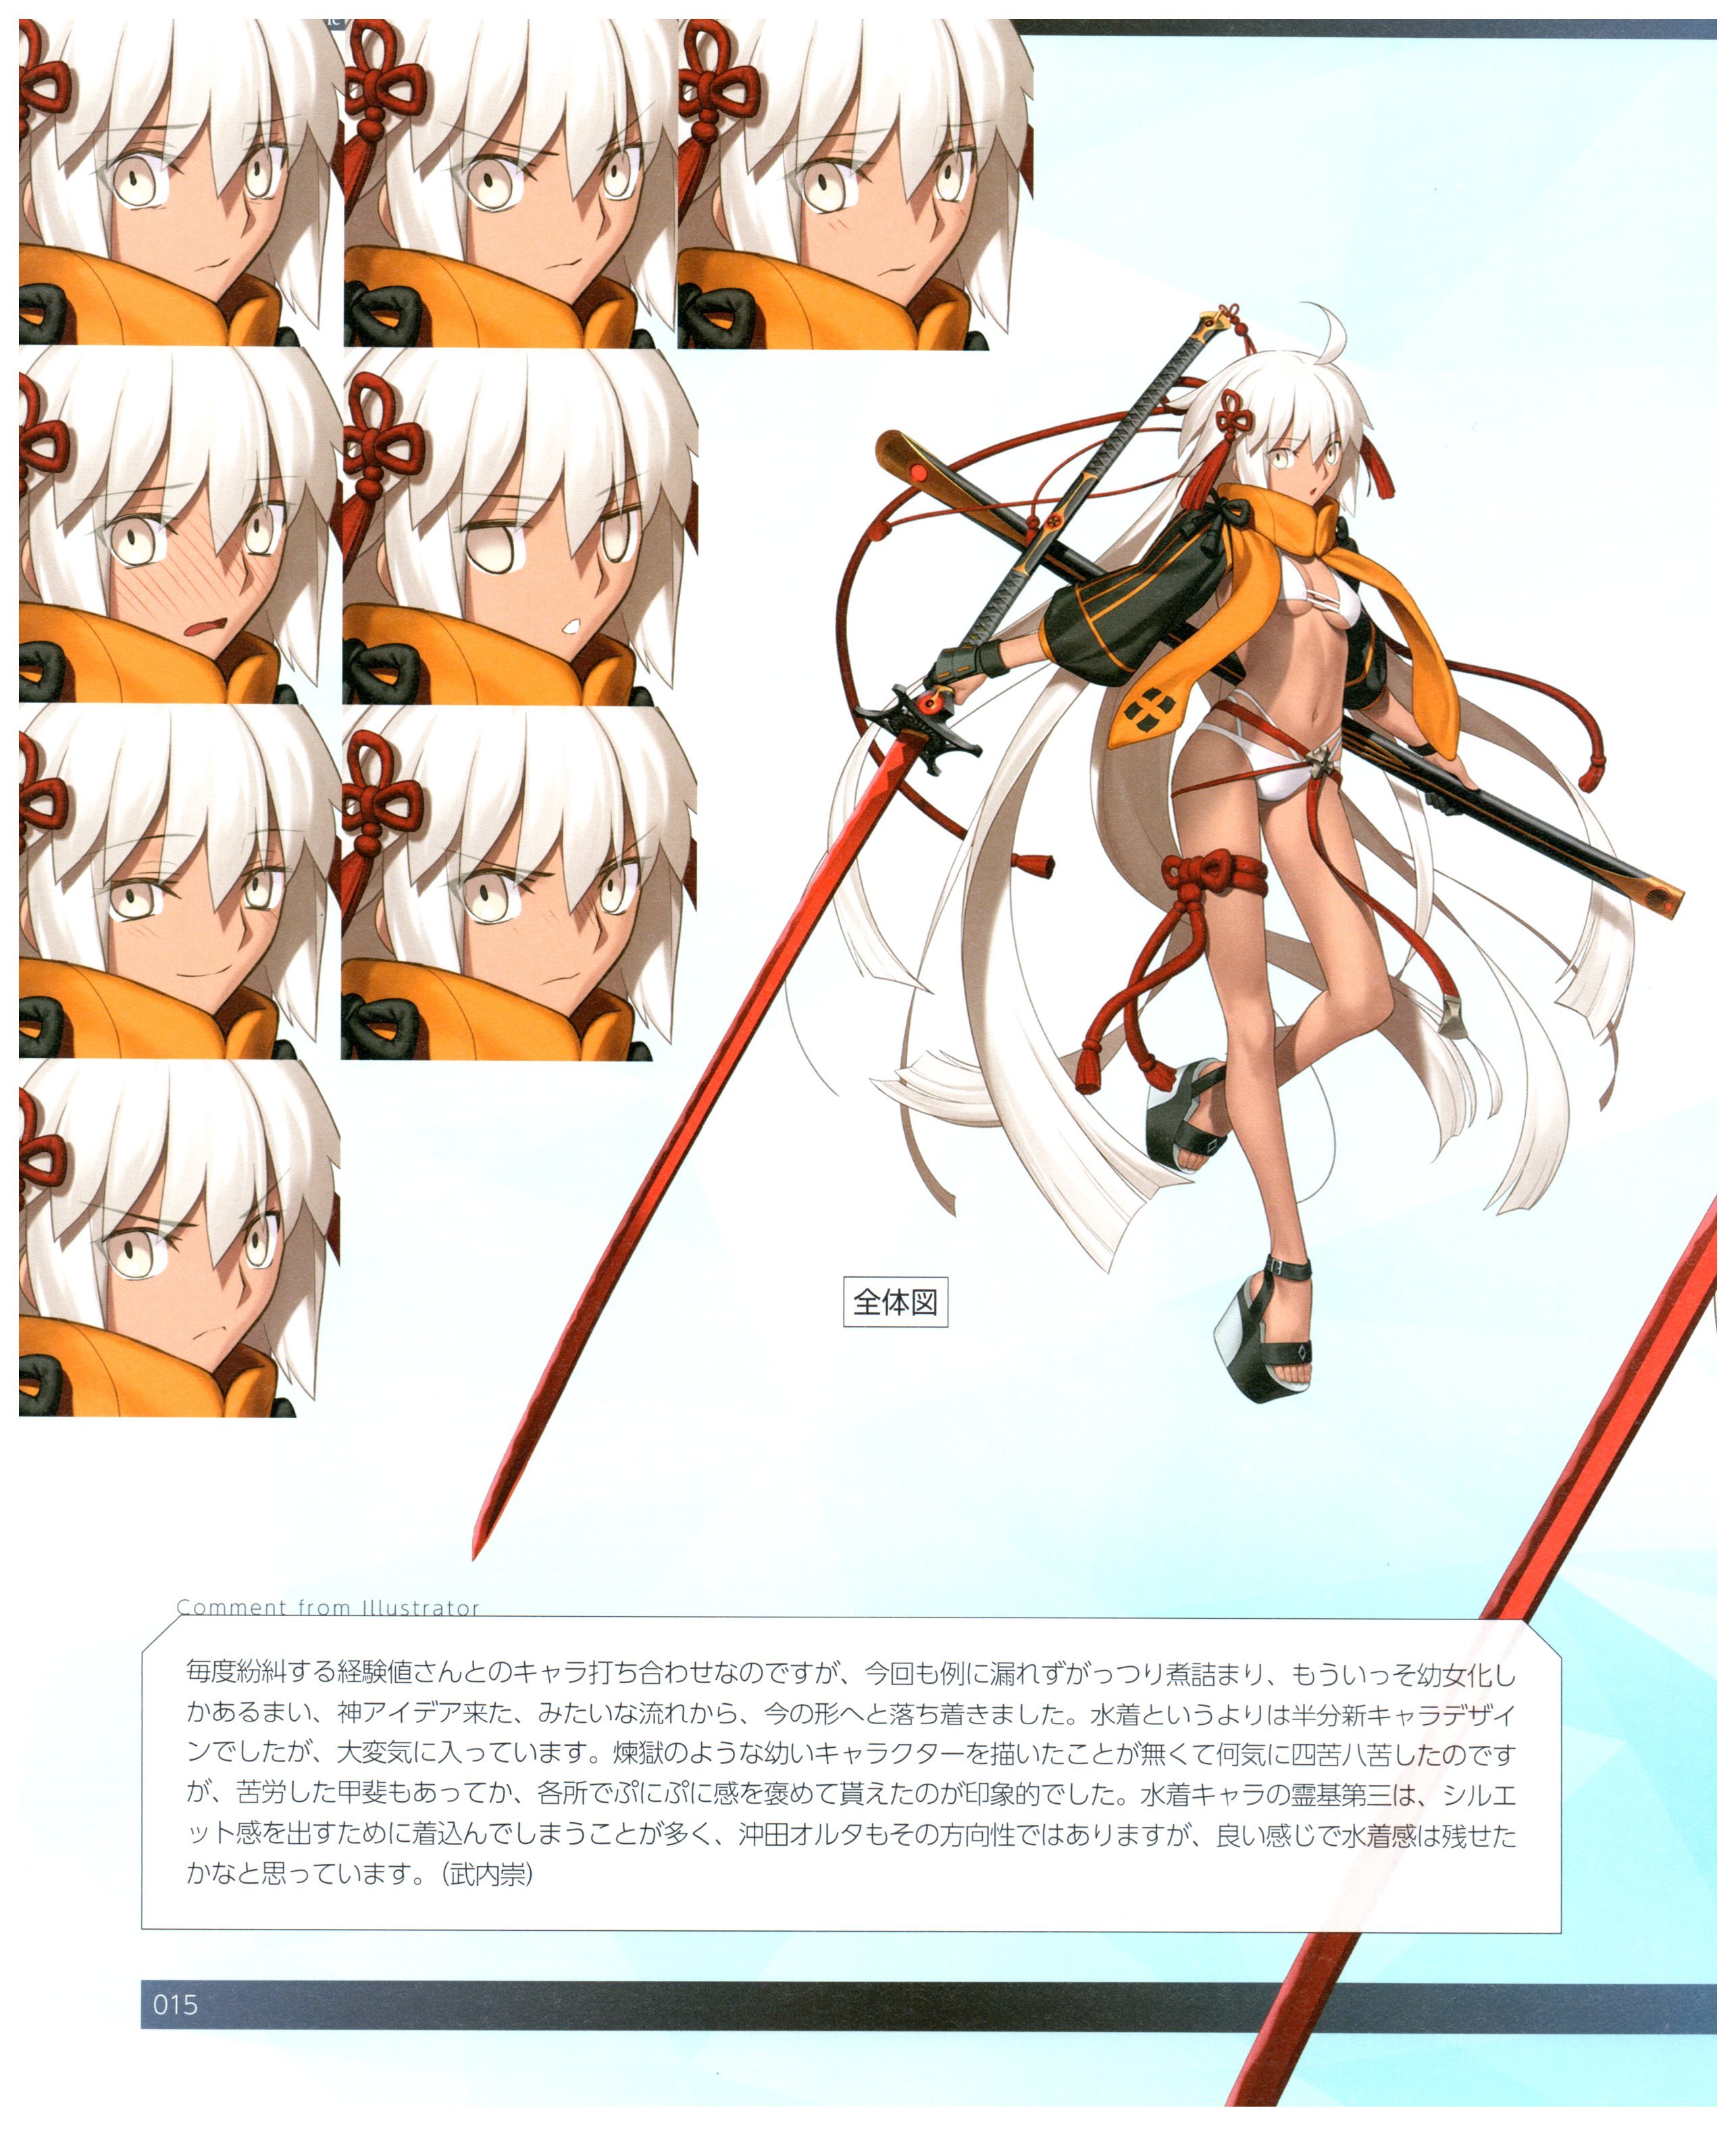 ic
全体図
Comment from Illustrator
毎度紛糾する経験値さんとのキャラ打ち合わせなのですが、今回も例に漏れずがっつり煮詰まり、もういっそ幼女化し
かあるまい、神アイデア来た、みたいな流れから、今の形へと落ち着きました。水着というよりは半分新キャラデザイ
ンでしたが、大変気に入っています。煉獄のような幼いキャラクターを描いたことが無くて何気に四苦八苦したのです
が、苦労した甲斐もあってか、各所でぷにぷに感を褒めて貰えたのが印象的でした。水着キャラの霊基第三は、シルエ
ット感を出すために着込んでしまうことが多く、沖田オルタもその方向性ではありますが、良い感じで水着感は残せた
かなと思っています。(武内崇)
015